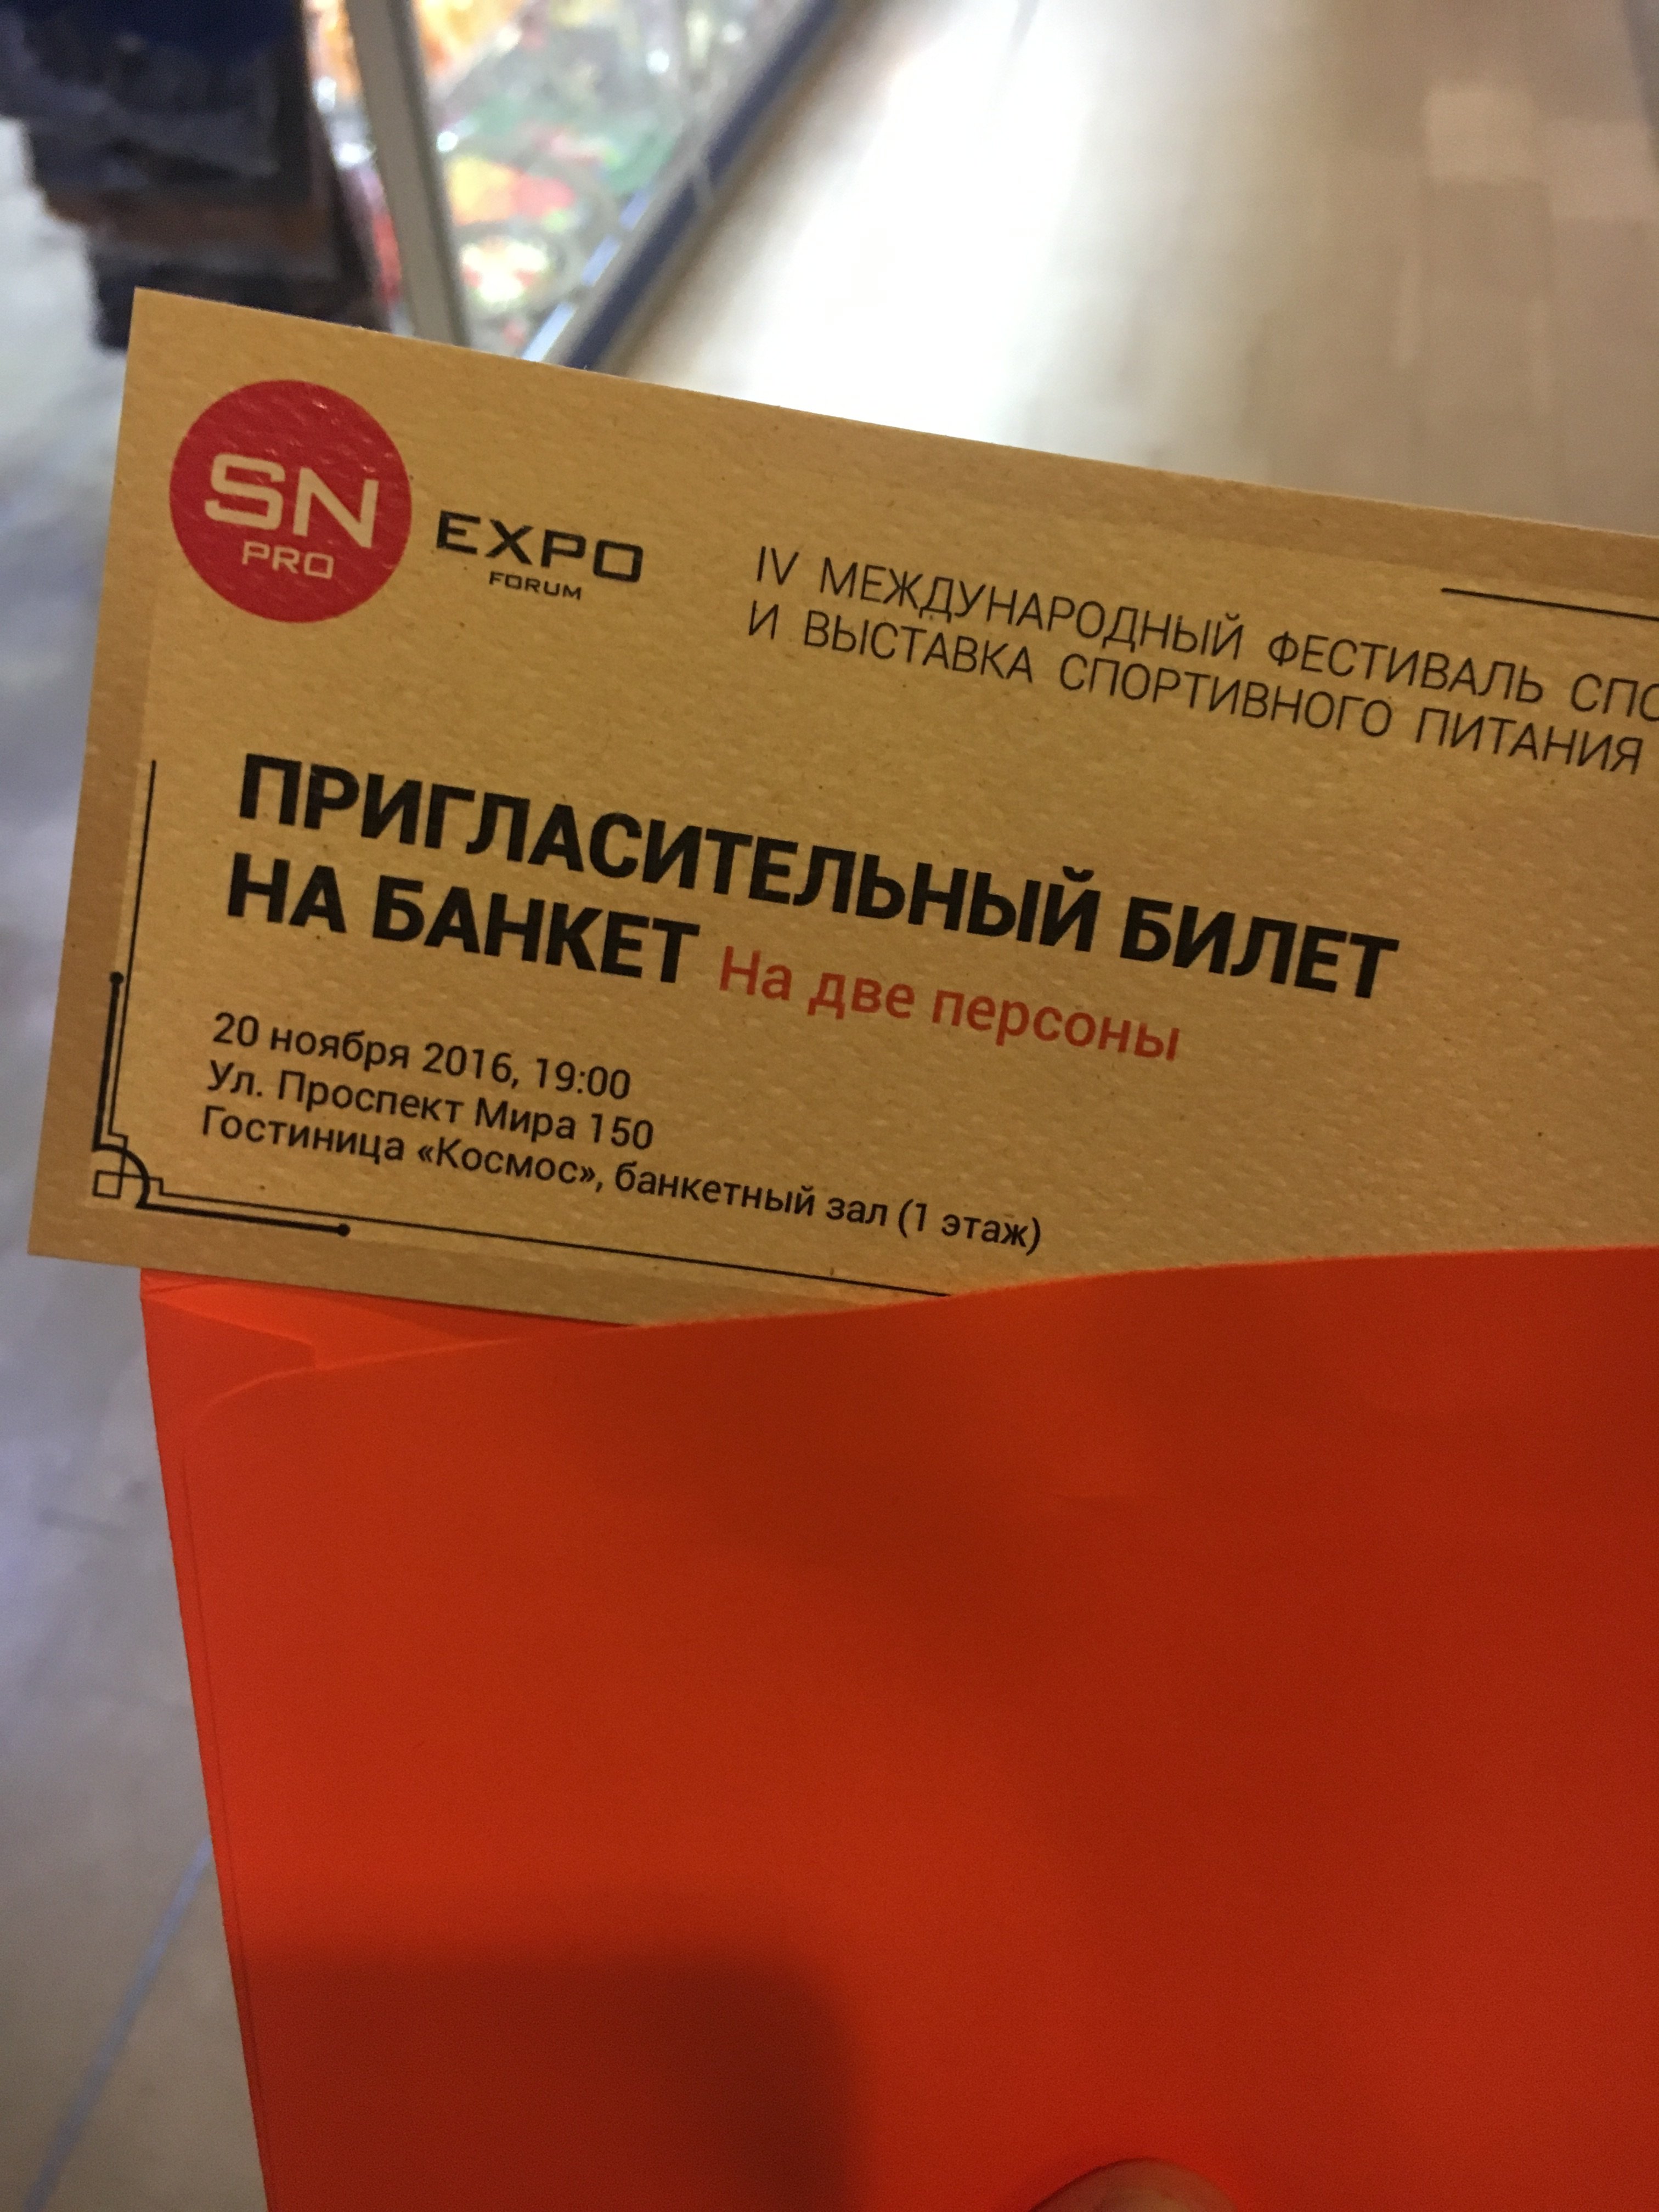 SN
PRO
EXPO
FORUM
IV МЕЖДУНАРОДНЫЙ ФЕСТИВАЛЬ
И ВЫСТАВКА СПОРТИВНОГО ПИТАНИЯ
ПРИГЛАСИТЕЛЬНЫЙ БИЛЕТ
НА БАНКЕТ На две персоны
20 ноября 2016, 19:00
Ул. Проспект Мира 150
Гостиница «Космос», банкетный зал (1 этаж)